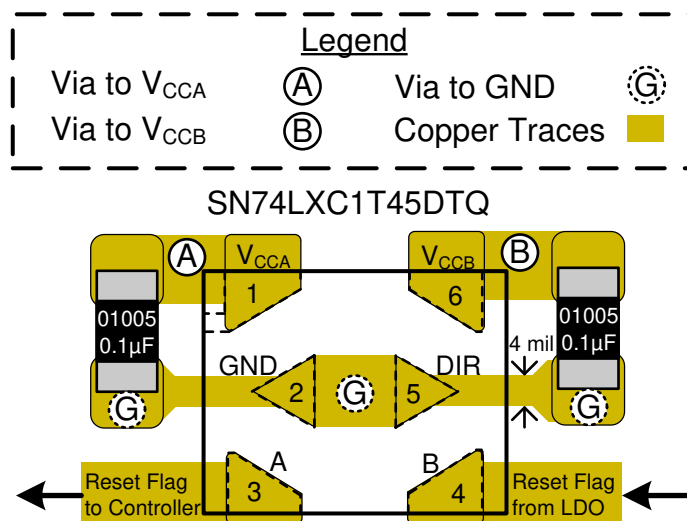 Legend
Via to VCCA A Via to GND G
Via to VCCB B Copper Traces
SN74LXC1T45DTQ
A VCCA VCCB B
1 6
01005 01005
0.1µF 4 mil 0.1µF
GND DIR
G 2 G 5 G
A B
Reset Flag to Controller 3 4 Reset Flag from LDO